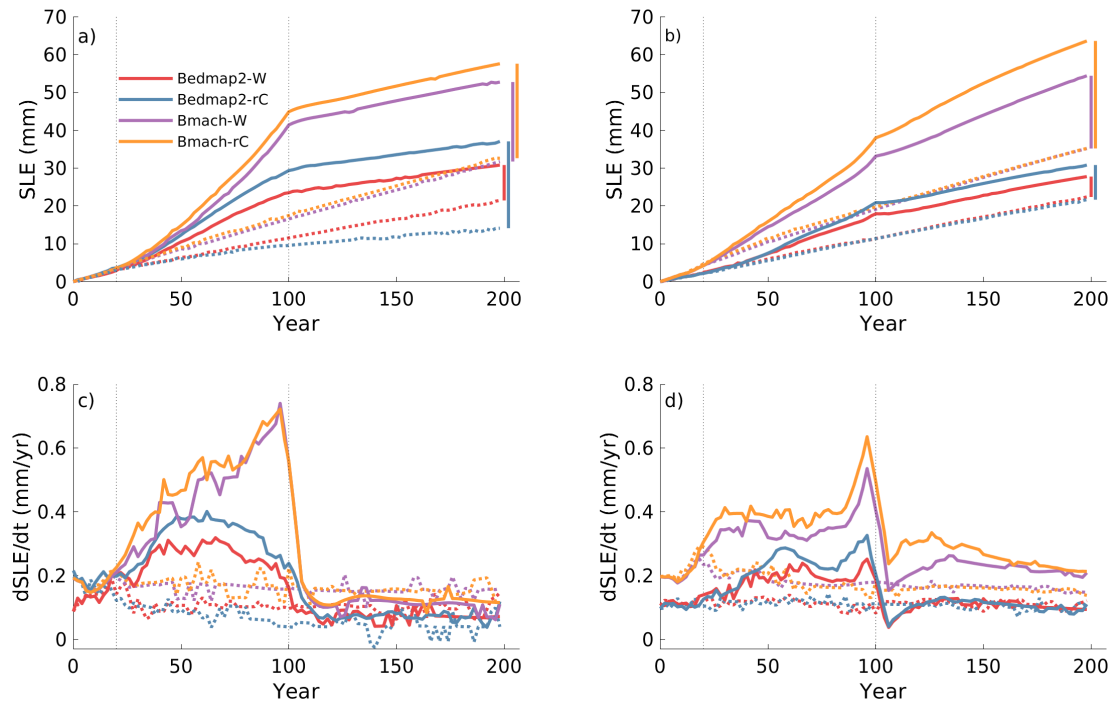 a)
SLE (mm)
70
60
50
40
30
20
10
0
Bedmap2-W
Bedmap2-rC
Bmach-W
Bmach-rC
0 50 100 150 200
Year
b)
SLE (mm)
70
60
50
40
30
20
10
0
0 50 100 150 200
Year
c)
dSLE/dt (mm/yr)
0.8
0.6
0.4
0.2
0
0 50 100 150 200
Year
d)
dSLE/dt (mm/yr)
0.8
0.6
0.4
0.2
0
0 50 100 150 200
Year